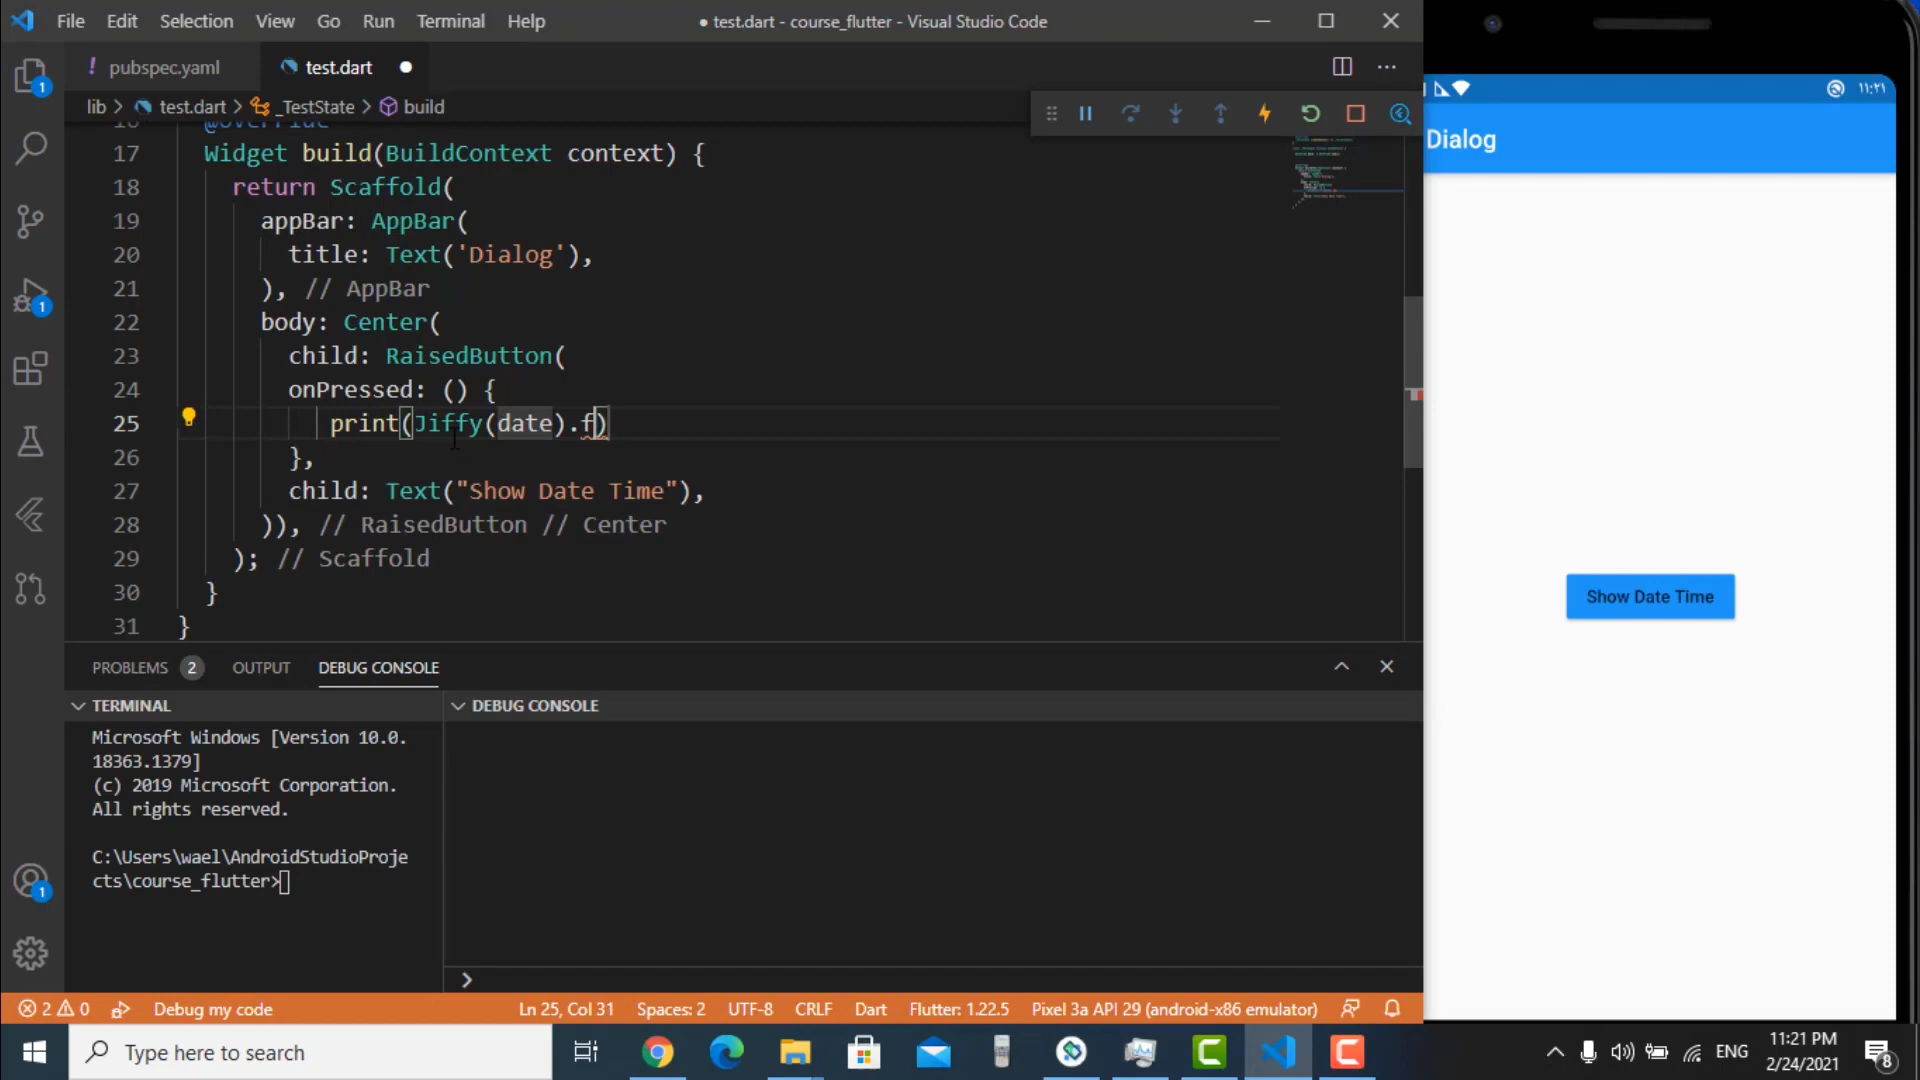 File Edit Selection View Go Run Terminal Help
● test.dart - course_flutter - Visual Studio Code
! pubspec.yaml
test.dart ●
lib > test.dart > _TestState > build
17 Widget build(BuildContext context) {
18 return Scaffold(
19 appBar: AppBar(
20 title: Text('Dialog'),
21 ), // AppBar
22 body: Center(
23 child: RaisedButton(
24 onPressed: () {
25 print(Jiffy(date).f)
26 },
27 child: Text("Show Date Time"),
28 )), // RaisedButton // Center
29 ); // Scaffold
30 }
31 }
PROBLEMS 2 OUTPUT DEBUG CONSOLE
TERMINAL
Microsoft Windows [Version 10.0.
18363.1379]
(c) 2019 Microsoft Corporation.
All rights reserved.
C:\Users\wael\AndroidStudioProje
cts\course_flutter>
DEBUG CONSOLE
2 0 Debug my code Ln 25, Col 31 Spaces: 2 UTF-8 CRLF Dart Flutter: 1.22.5 Pixel 3a API 29 (android-x86 emulator)
١١:٢١
Dialog
Show Date Time
Type here to search
ENG
11:21 PM
2/24/2021
8